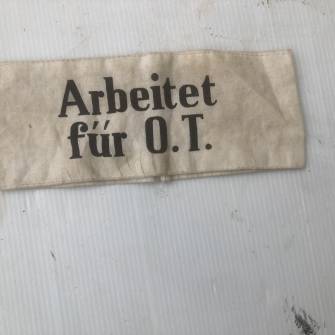 Arbeitet
für O.T.